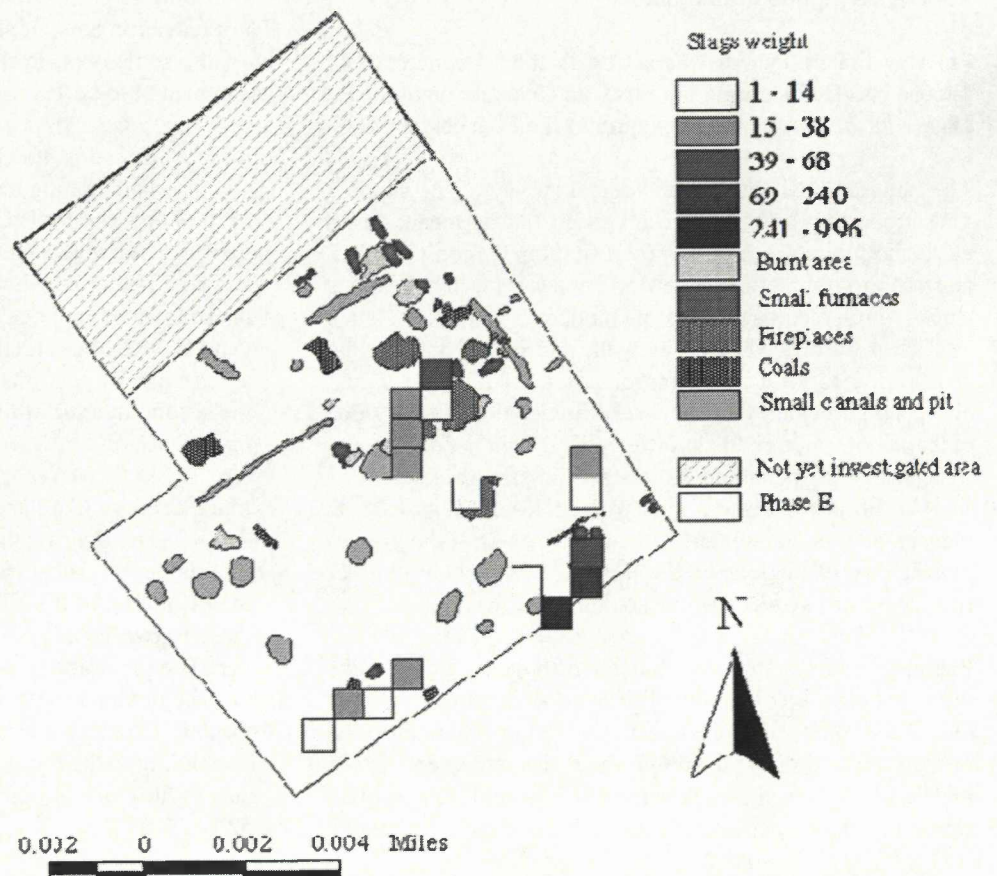 Slags weight
1 - 14
15 - 38
39 - 68
69 - 240
241 - 996
Burnt area
Small furnaces
Fireplaces
Coals
Small canals and pit
Not yet investigated area
Phase E
N
0.002 0 0.002 0.004 Miles